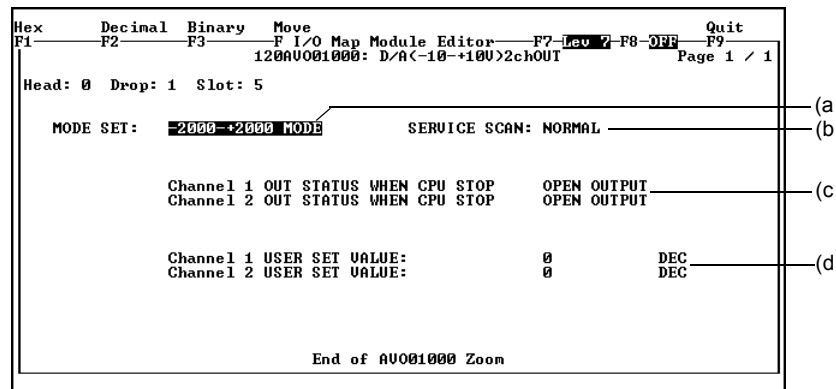 Hex Decimal Binary Move Quit
F1 F2 F3 F I/O Map Module Editor F7-Lev 7-F8-OFF F9
120AVO01000: D/A(-10-+10V)2chOUT Page 1 / 1
Head: 0 Drop: 1 Slot: 5
(a
MODE SET: -2000-+2000 MODE SERVICE SCAN: NORMAL (b
Channel 1 OUT STATUS WHEN CPU STOP OPEN OUTPUT (c
Channel 2 OUT STATUS WHEN CPU STOP OPEN OUTPUT
Channel 1 USER SET VALUE: 0 DEC (d
Channel 2 USER SET VALUE: 0 DEC
End of AVO01000 Zoom